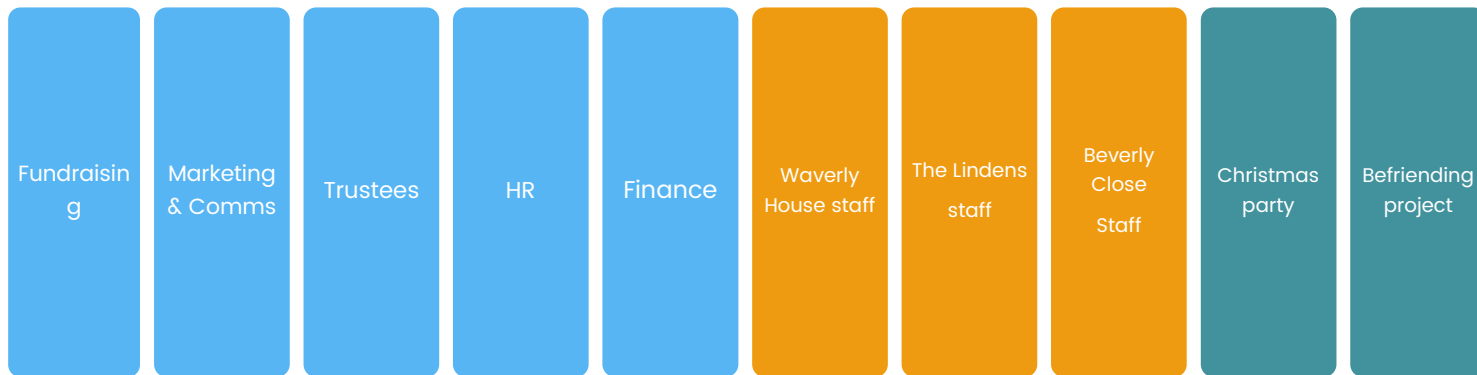 Fundraisin
g
Marketing
& Comms
Trustees
HR
Finance
Waverly
House staff
The Lindens
staff
Beverly
Close
Staff
Christmas
party
Befriending
project